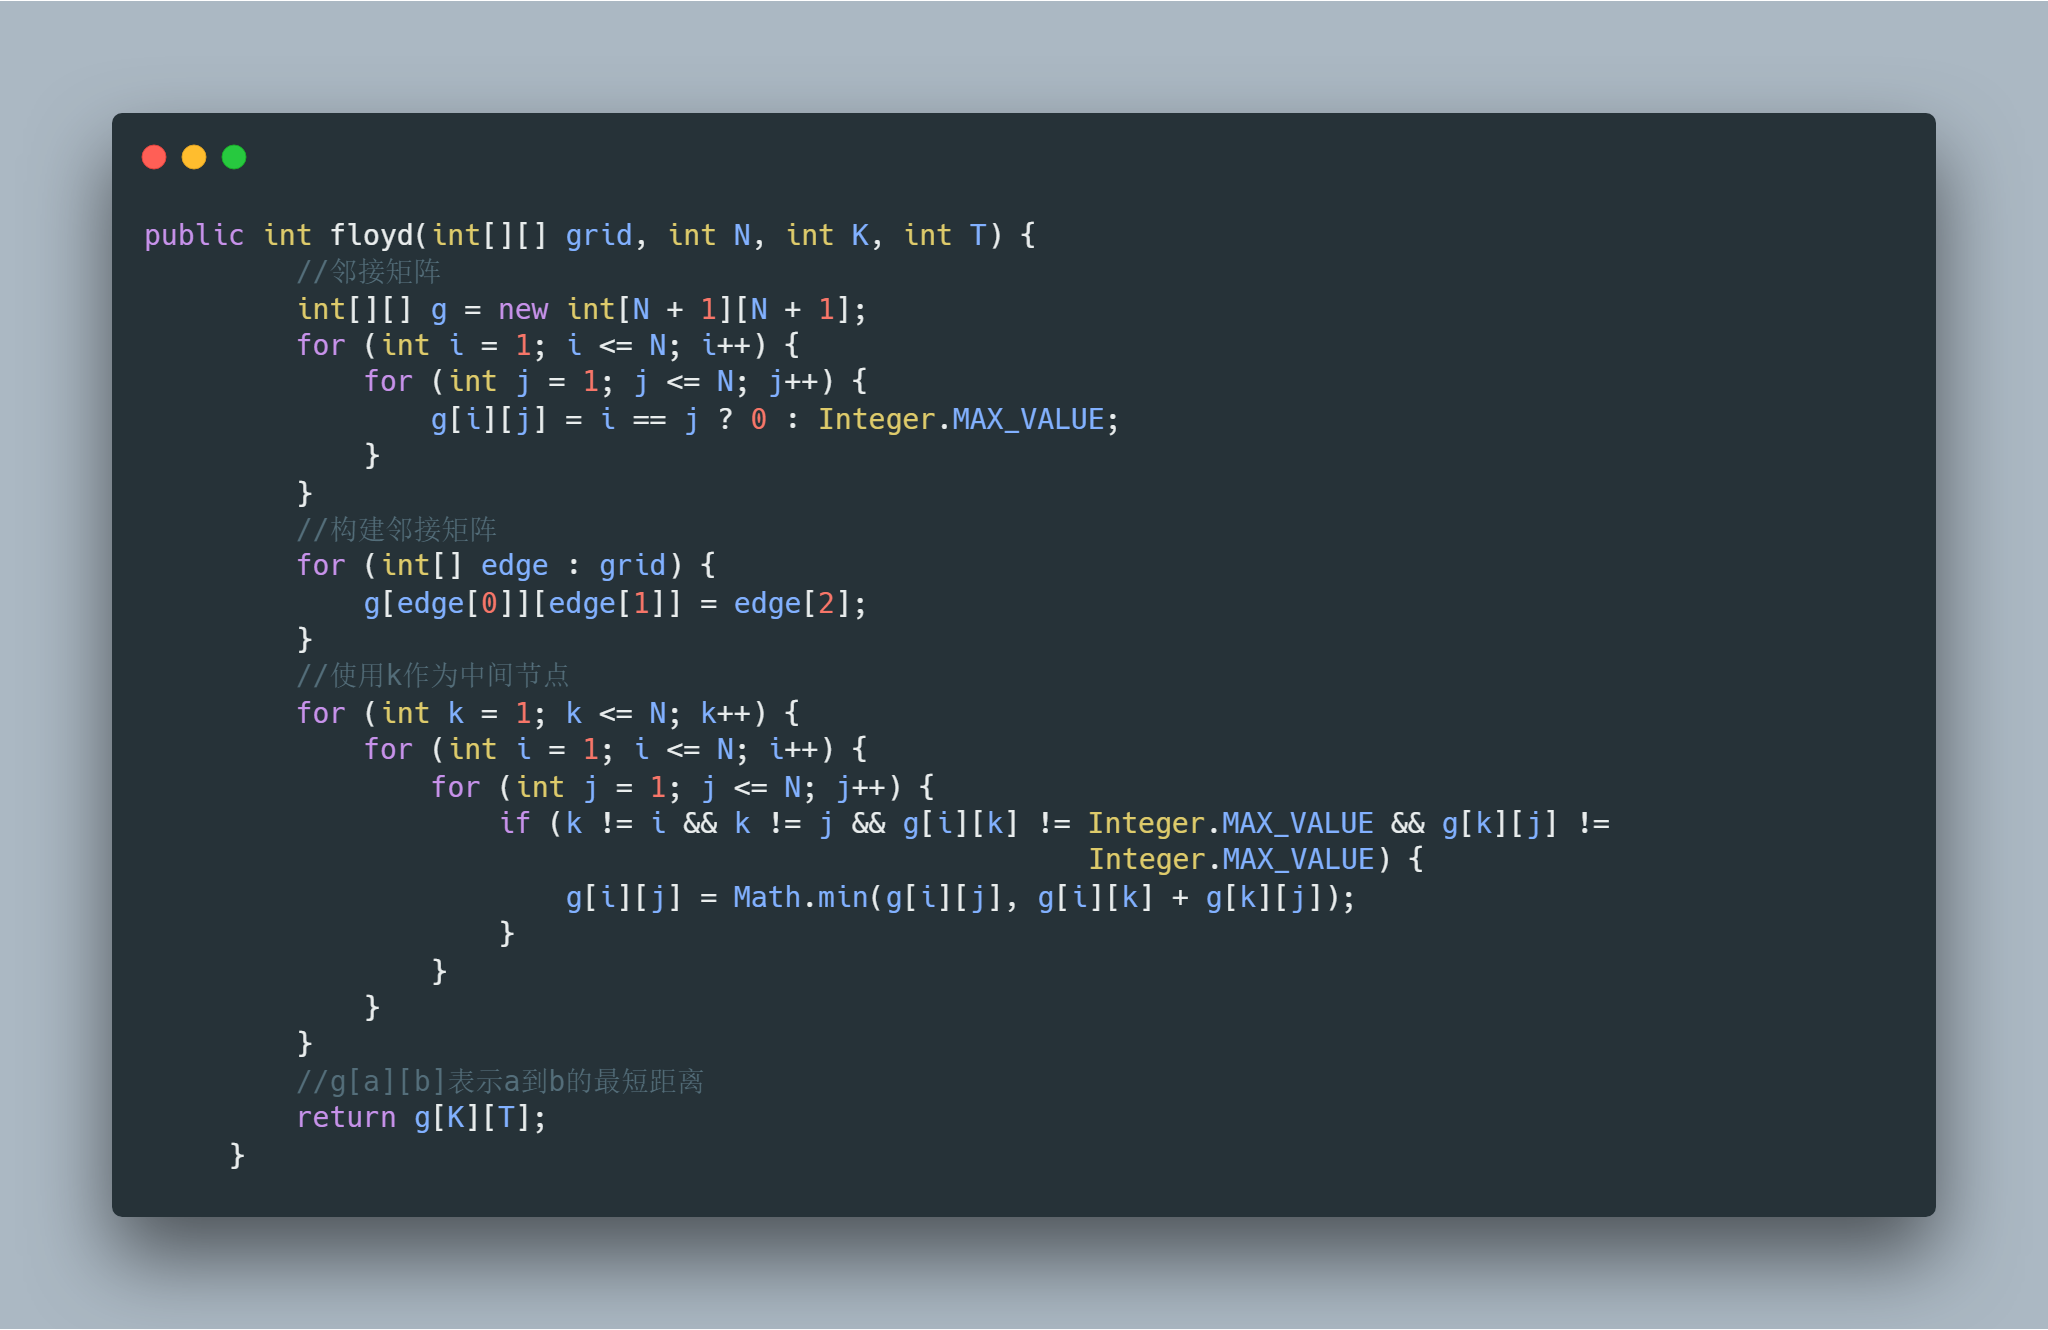 public int floyd(int[][] grid, int N, int K, int T) {
         //邻接矩阵
         int[][] g = new int[N + 1][N + 1];
         for (int i = 1; i <= N; i++) {
             for (int j = 1; j <= N; j++) {
                 g[i][j] = i == j ? 0 : Integer.MAX_VALUE;
             }
         }
         //构建邻接矩阵
         for (int[] edge : grid) {
             g[edge[0]][edge[1]] = edge[2];
         }
         //使用k作为中间节点
         for (int k = 1; k <= N; k++) {
             for (int i = 1; i <= N; i++) {
                 for (int j = 1; j <= N; j++) {
                     if (k != i && k != j && g[i][k] != Integer.MAX_VALUE && g[k][j] !=
                                                        Integer.MAX_VALUE) {
                         g[i][j] = Math.min(g[i][j], g[i][k] + g[k][j]);
                     }
                 }
             }
         }
         //g[a][b]表示a到b的最短距离
         return g[K][T];
     }